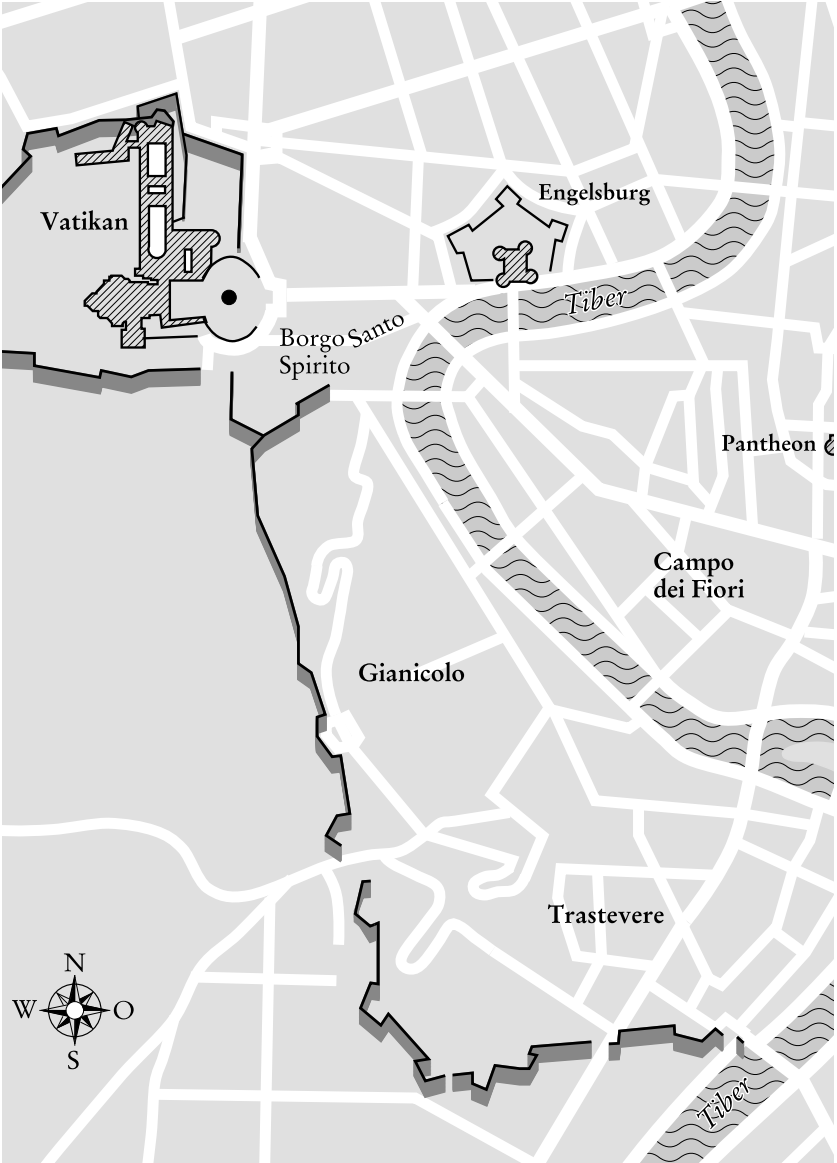 Engelsburg
Vatikan
Tiber
Borgo Santo
Spirito
Pantheon
Campo
dei Fiori
Gianicolo
Trastevere
N
W O
S
Tiber